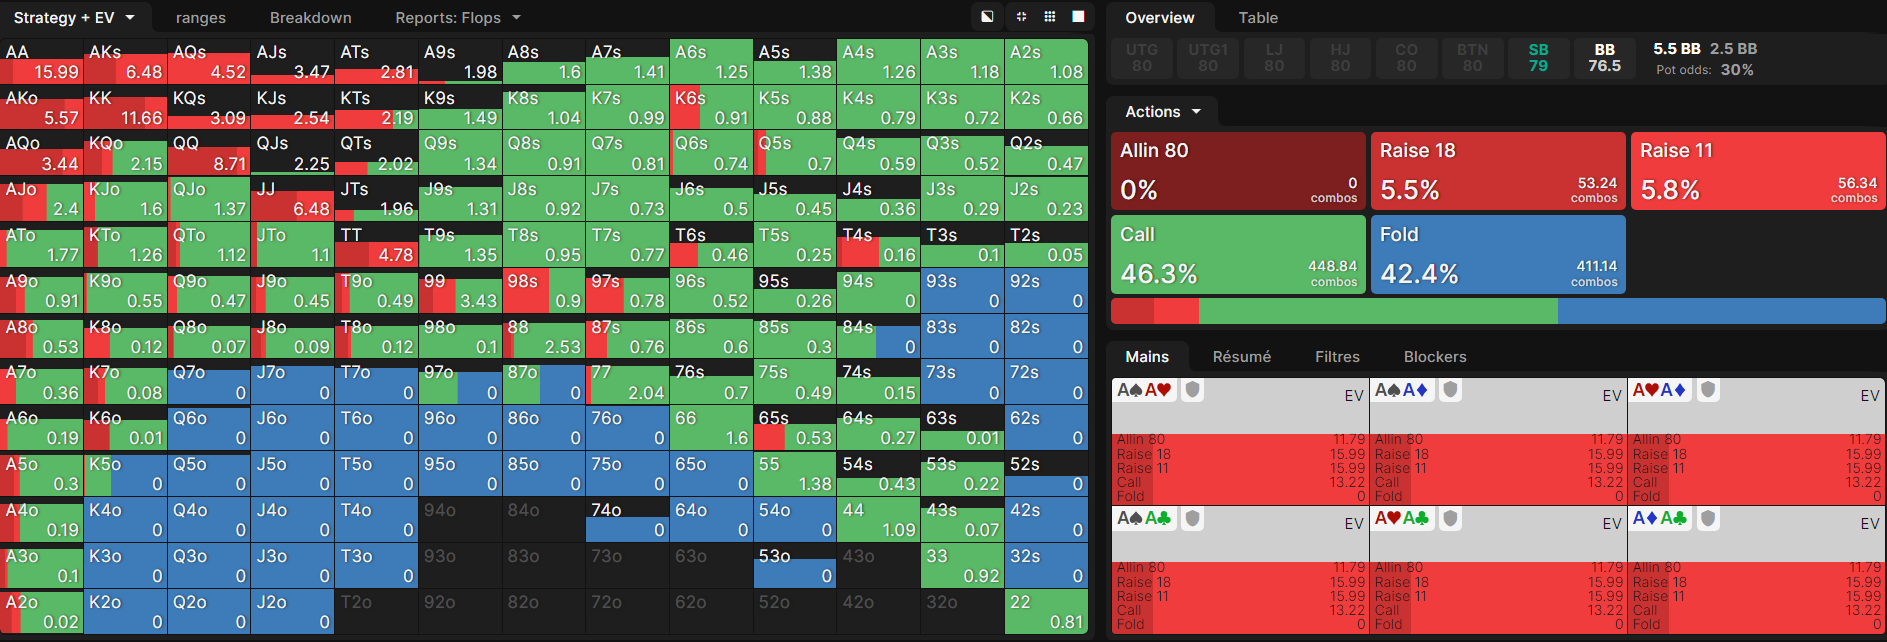 Strategy + EV ranges Breakdown Reports: Flops
AA AKs AQs AJs ATs A9s A8s A7s A6s A5s A4s A3s A2s
15.99 6.48 4.52 3.47 2.81 1.98 1.6 1.41 1.25 1.38 1.26 1.18 1.08
AKo KK KQs KJs KTs K9s K8s K7s K6s K5s K4s K3s K2s
5.57 11.66 3.09 2.54 2.19 1.49 1.04 0.99 0.91 0.88 0.79 0.72 0.66
AQo KQo QQ QJs QTs Q9s Q8s Q7s Q6s Q5s Q4s Q3s Q2s
3.44 2.15 8.71 2.25 2.02 1.34 0.91 0.81 0.74 0.7 0.59 0.52 0.47
AJo KJo QJo JJ JTs J9s J8s J7s J6s J5s J4s J3s J2s
2.4 1.6 1.37 6.48 1.96 1.31 0.92 0.73 0.5 0.45 0.36 0.29 0.23
ATo KTo QTo JTo TT T9s T8s T7s T6s T5s T4s T3s T2s
1.77 1.26 1.12 1.1 4.78 1.35 0.95 0.77 0.46 0.25 0.16 0.1 0.05
A9o K9o Q9o J9o T9o 99 98s 97s 96s 95s 94s 93s 92s
0.91 0.55 0.47 0.45 0.49 3.43 0.9 0.78 0.52 0.26 0 0 0
A8o K8o Q8o J8o T8o 98o 88 87s 86s 85s 84s 83s 82s
0.53 0.12 0.07 0.09 0.12 0.1 2.53 0.76 0.6 0.3 0 0 0
A7o K7o Q7o J7o T7o 97o 87o 77 76s 75s 74s 73s 72s
0.36 0.08 0 0 0 0 0 2.04 0.7 0.49 0.15 0 0
A6o K6o Q6o J6o T6o 96o 86o 76o 66 65s 64s 63s 62s
0.19 0.01 0 0 0 0 0 0 1.6 0.53 0.27 0.01 0
A5o K5o Q5o J5o T5o 95o 85o 75o 65o 55 54s 53s 52s
0.3 0 0 0 0 0 0 0 0 1.38 0.43 0.22 0
A4o K4o Q4o J4o T4o 94o 84o 74o 64o 54o 44 43s 42s
0.19 0 0 0 0 0 0 0 1.09 0.07 0
A3o K3o Q3o J3o T3o 93o 83o 73o 63o 53o 43o 33 32s
0.1 0 0 0 0 0 0.92 0
A2o K2o Q2o J2o T2o 92o 82o 72o 62o 52o 42o 32o 22
0.02 0 0 0 0.81
Overview Table
UTG UTG1 LJ HJ CO BTN SB BB 5.5 BB 2.5 BB
80 80 80 80 80 80 79 76.5 Pot odds: 30%
Actions
Allin 80 Raise 18 Raise 11
0% 0 combos 5.5% 53.24 combos 5.8% 56.34 combos
Call Fold
46.3% 448.84 combos 42.4% 411.14 combos
Mains Résumé Filtres Blockers
A♠A♥ EV A♠A♦ EV A♥A♦ EV
Allin 80 11.79 Allin 80 11.79 Allin 80 11.79
Raise 18 15.99 Raise 18 15.99 Raise 18 15.99
Raise 11 15.99 Raise 11 15.99 Raise 11 15.99
Call 13.22 Call 13.22 Call 13.22
Fold 0 Fold 0 Fold 0
A♠A♣ EV A♥A♣ EV A♦A♣ EV
Allin 80 11.79 Allin 80 11.79 Allin 80 11.79
Raise 18 15.99 Raise 18 15.99 Raise 18 15.99
Raise 11 15.99 Raise 11 15.99 Raise 11 15.99
Call 13.22 Call 13.22 Call 13.22
Fold 0 Fold 0 Fold 0